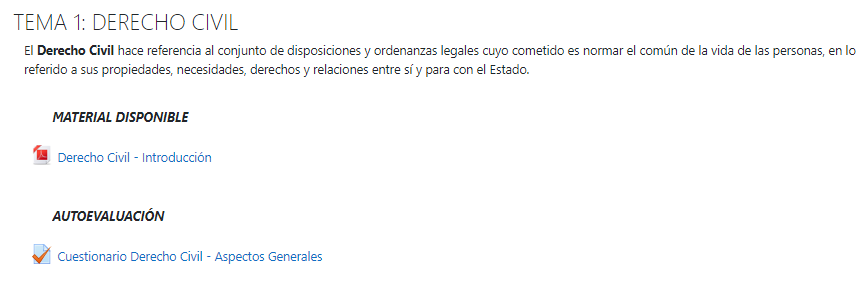 TEMA 1: DERECHO CIVIL
El Derecho Civil hace referencia al conjunto de disposiciones y ordenanzas legales cuyo cometido es normar el común de la vida de las personas, en lo
referido a sus propiedades, necesidades, derechos y relaciones entre sí y para con el Estado.
MATERIAL DISPONIBLE
Derecho Civil - Introducción
AUTOEVALUACIÓN
Cuestionario Derecho Civil - Aspectos Generales